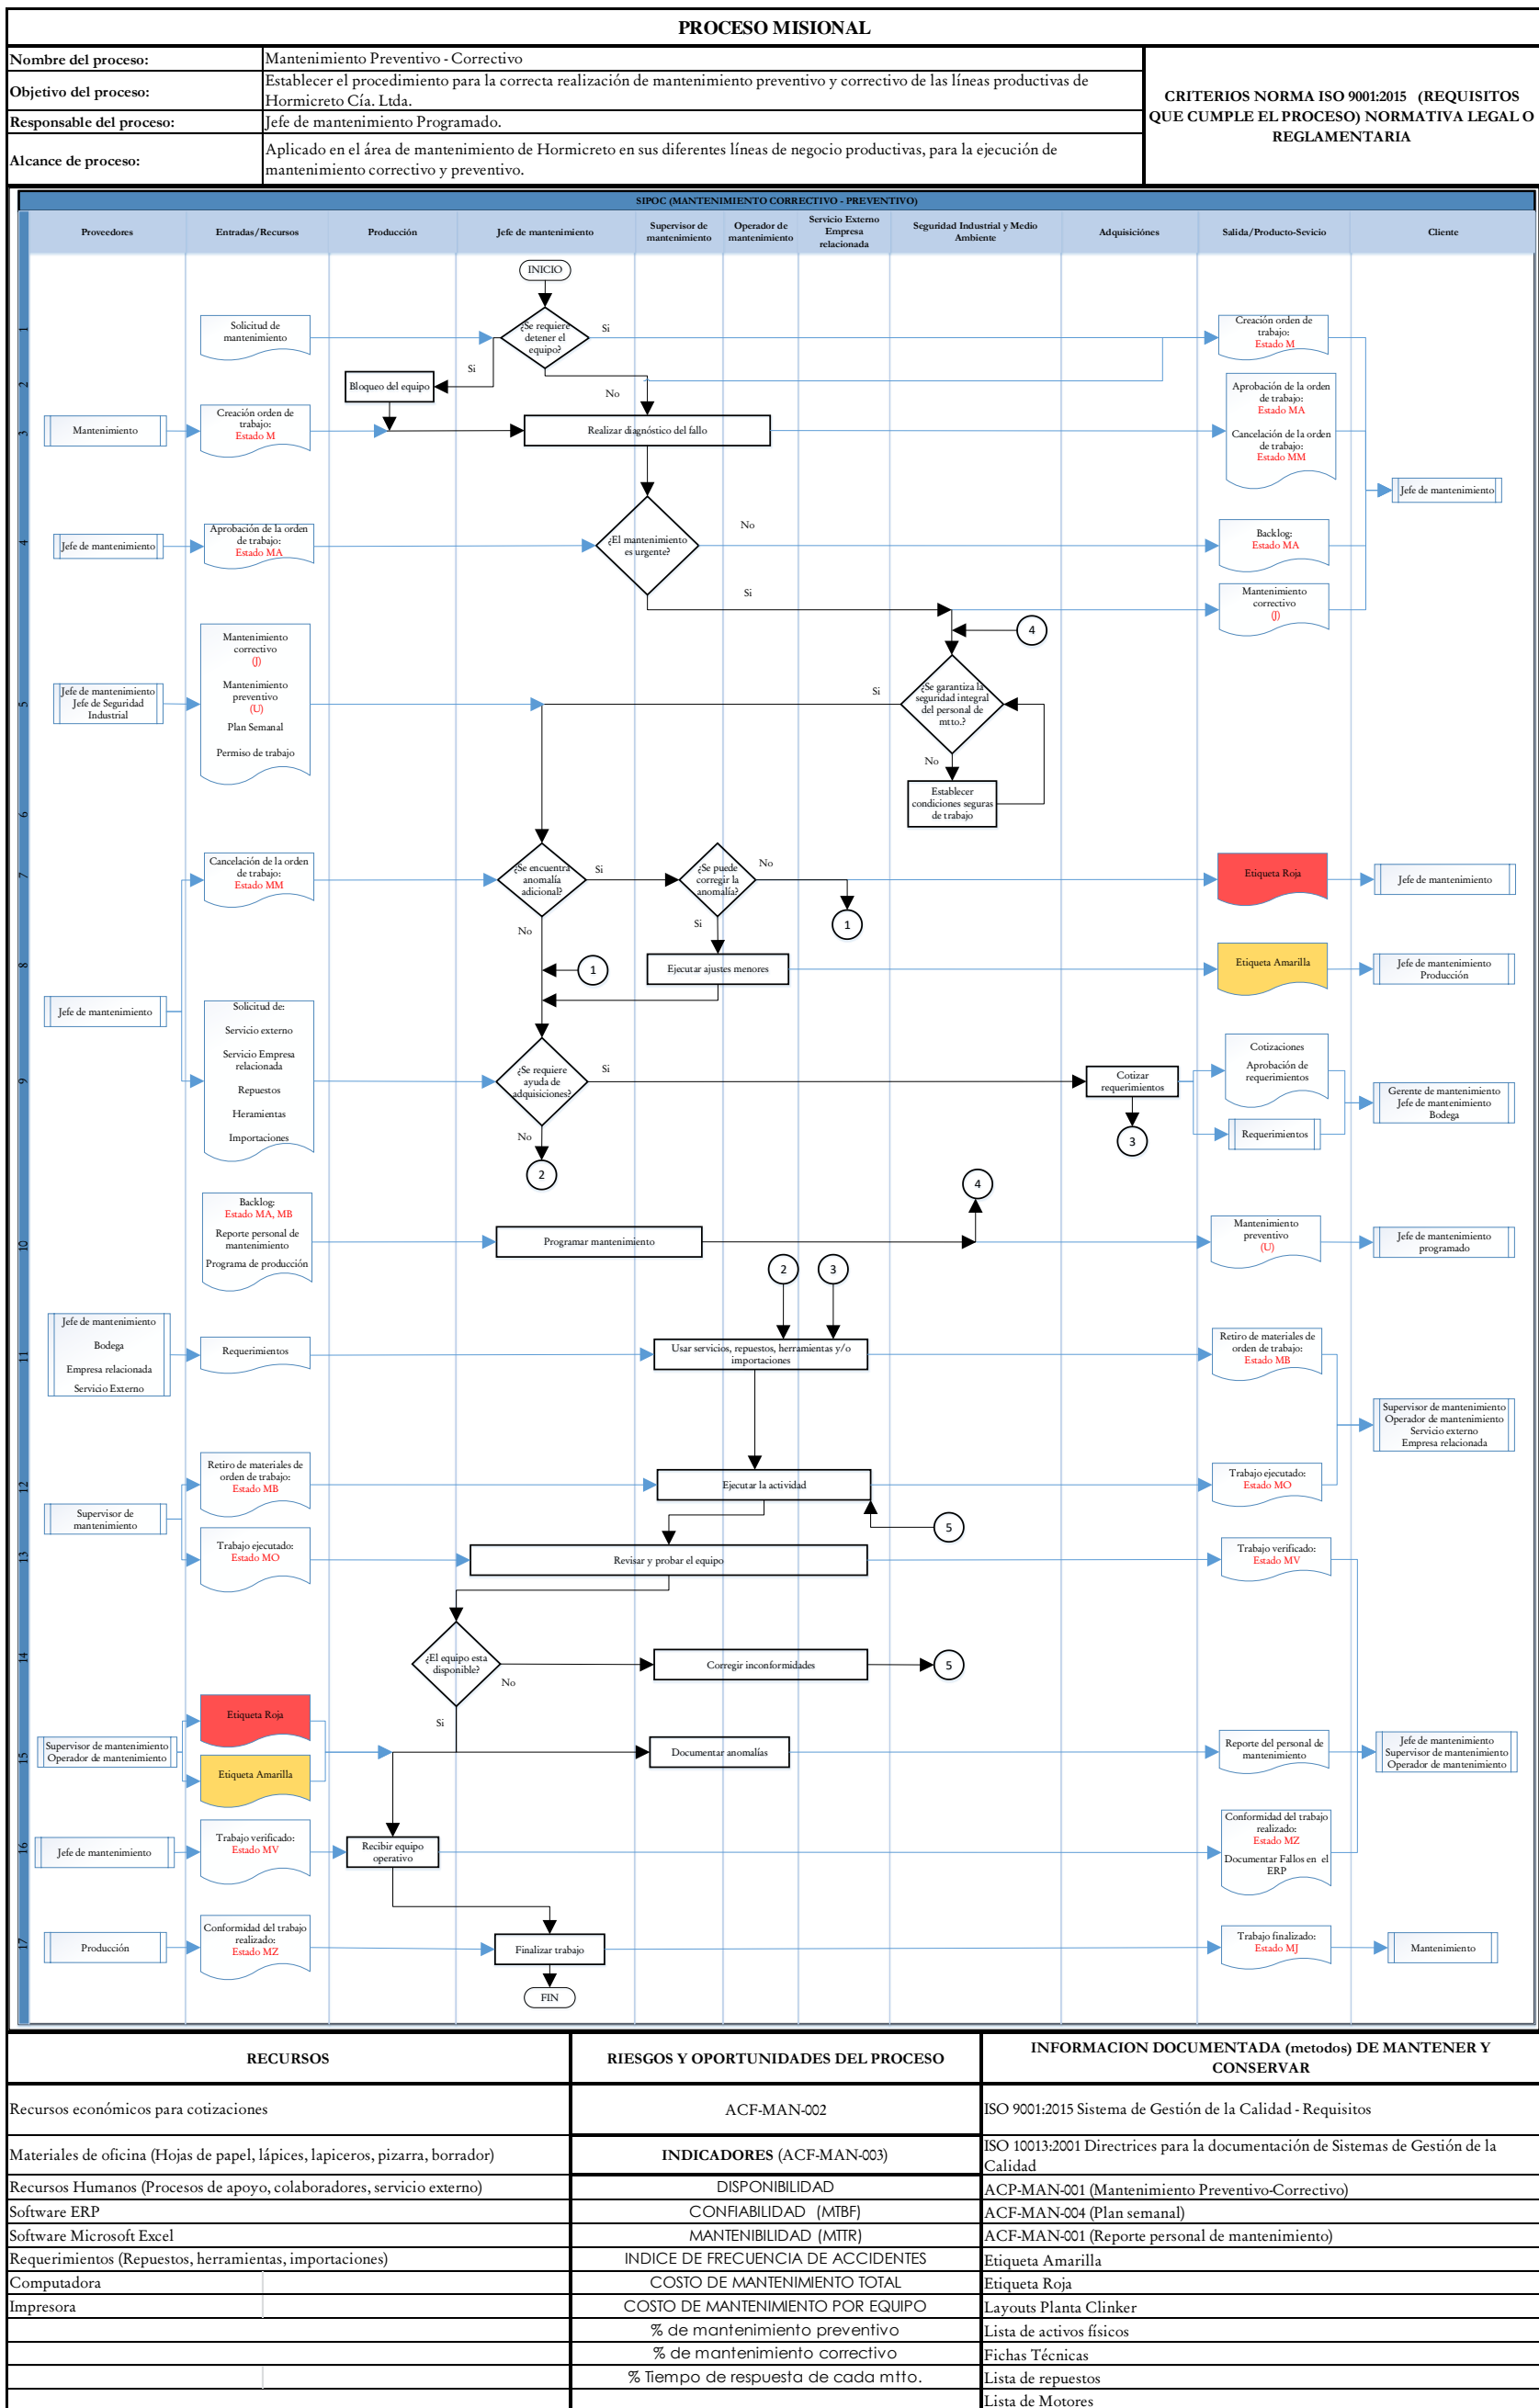 PROCESO MISIONAL
Nombre del proceso:
Mantenimiento Preventivo - Correctivo
Objetivo del proceso:
Establecer el procedimiento para la correcta realización de mantenimiento preventivo y correctivo de las líneas productivas de
Hormicreto Cía. Ltda.
Responsable del proceso:
Jefe de mantenimiento Programado.
Alcance de proceso:
Aplicado en el área de mantenimiento de Hormicreto en sus diferentes líneas de negocio productivas, para la ejecución de
mantenimiento correctivo y preventivo.
CRITERIOS NORMA ISO 9001:2015 (REQUISITOS
QUE CUMPLE EL PROCESO) NORMATIVA LEGAL O
REGLAMENTARIA
SIPOC (MANTENIMIENTO CORRECTIVO - PREVENTIVO)
Proveedores
Entradas/Recursos
Producción
Jefe de mantenimiento
Supervisor de
mantenimiento
Operador de
mantenimiento
Servicio Externo
Empresa
relacionada
Seguridad Industrial y Medio
Ambiente
Adquisiciónes
Salida/Producto-Sevicio
Cliente
INICIO
1
Solicitud de
mantenimiento
¿Se requiere
detener el
equipo?
Si
Creación orden de
trabajo:
Estado M
2
Si
Bloqueo del equipo
No
3
Mantenimiento
Creación orden de
trabajo:
Estado M
Realizar diagnóstico del fallo
Aprobación de la orden
de trabajo:
Estado MA
Cancelación de la orden
de trabajo:
Estado MM
Jefe de mantenimiento
4
Jefe de mantenimiento
Aprobación de la orden
de trabajo:
Estado MA
¿El mantenimiento
es urgente?
No
Si
Backlog:
Estado MA
Mantenimiento
correctivo
(J)
4
5
Jefe de mantenimiento
Jefe de Seguridad
Industrial
Mantenimiento
correctivo
(J)
Mantenimiento
preventivo
(U)
Plan Semanal
Permiso de trabajo
Si
¿Se garantiza la
seguridad integral
del personal de
mtto.?
No
6
Establecer
condiciones seguras
de trabajo
7
Cancelación de la orden
de trabajo:
Estado MM
¿Se encuentra
anomalía
adicional?
Si
¿Se puede
corregir la
anomalía?
No
1
Etiqueta Roja
Jefe de mantenimiento
No
Si
8
1
Ejecutar ajustes menores
Etiqueta Amarilla
Jefe de mantenimiento
Producción
Jefe de mantenimiento
9
Solicitud de:
Servicio externo
Servicio Empresa
relacionada
Repuestos
Heramientas
Importaciones
¿Se requiere
ayuda de
adquisiciones?
Si
No
2
Cotizar
requerimientos
3
Cotizaciones
Aprobación de
requerimientos
Requerimientos
Gerente de mantenimiento
Jefe de mantenimiento
Bodega
10
Backlog:
Estado MA, MB
Reporte personal de
mantenimiento
Programa de producción
Programar mantenimiento
4
Mantenimiento
preventivo
(U)
Jefe de mantenimiento
programado
2
3
11
Jefe de mantenimiento
Bodega
Empresa relacionada
Servicio Externo
Requerimientos
Usar servicios, repuestos, herramientas y/o
importaciones
Retiro de materiales de
orden de trabajo:
Estado MB
Supervisor de mantenimiento
Operador de mantenimiento
Servicio externo
Empresa relacionada
12
Supervisor de
mantenimiento
Retiro de materiales de
orden de trabajo:
Estado MB
Ejecutar la actividad
Trabajo ejecutado:
Estado MO
5
13
Trabajo ejecutado:
Estado MO
Revisar y probar el equipo
Trabajo verificado:
Estado MV
14
¿El equipo esta
disponible?
No
Si
Corregir inconformidades
5
15
Supervisor de mantenimiento
Operador de mantenimiento
Etiqueta Roja
Etiqueta Amarilla
Documentar anomalías
Reporte del personal de
mantenimiento
Jefe de mantenimiento
Supervisor de mantenimiento
Operador de mantenimiento
16
Jefe de mantenimiento
Trabajo verificado:
Estado MV
Recibir equipo
operativo
Conformidad del trabajo
realizado:
Estado MZ
Documentar Fallos en el
ERP
17
Producción
Conformidad del trabajo
realizado:
Estado MZ
Finalizar trabajo
Trabajo finalizado:
Estado MJ
Mantenimiento
FIN
RECURSOS
RIESGOS Y OPORTUNIDADES DEL PROCESO
INFORMACION DOCUMENTADA (metodos) DE MANTENER Y
CONSERVAR
Recursos económicos para cotizaciones
ACF-MAN-002
ISO 9001:2015 Sistema de Gestión de la Calidad - Requisitos
Materiales de oficina (Hojas de papel, lápices, lapiceros, pizarra, borrador)
INDICADORES (ACF-MAN-003)
ISO 10013:2001 Directrices para la documentación de Sistemas de Gestión de la
Calidad
Recursos Humanos (Procesos de apoyo, colaboradores, servicio externo)
DISPONIBILIDAD
ACP-MAN-001 (Mantenimiento Preventivo-Correctivo)
Software ERP
CONFIABILIDAD (MTBF)
ACF-MAN-004 (Plan semanal)
Software Microsoft Excel
MANTENIBILIDAD (MTTR)
ACF-MAN-001 (Reporte personal de mantenimiento)
Requerimientos (Repuestos, herramientas, importaciones)
INDICE DE FRECUENCIA DE ACCIDENTES
Etiqueta Amarilla
Computadora
COSTO DE MANTENIMIENTO TOTAL
Etiqueta Roja
Impresora
COSTO DE MANTENIMIENTO POR EQUIPO
Layouts Planta Clinker
% de mantenimiento preventivo
Lista de activos físicos
% de mantenimiento correctivo
Fichas Técnicas
% Tiempo de respuesta de cada mtto.
Lista de repuestos
Lista de Motores